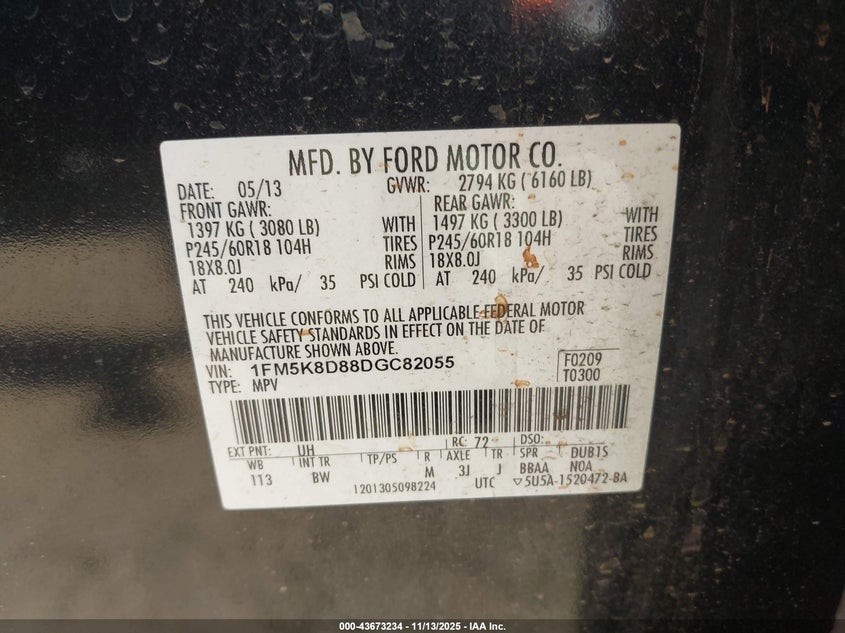 MFD. BY FORD MOTOR CO.
DATE: 05/13 GVWR: 2794 KG ( 6160 LB)
FRONT GAWR: REAR GAWR:
1397 KG ( 3080 LB) WITH 1497 KG ( 3300 LB) WITH
P245/60R18 104H TIRES P245/60R18 104H TIRES
18X8.0J RIMS 18X8.0J RIMS
AT 240 kPa/ 35 PSI COLD AT 240 kPa/ 35 PSI COLD
THIS VEHICLE CONFORMS TO ALL APPLICABLE FEDERAL MOTOR
VEHICLE SAFETY STANDARDS IN EFFECT ON THE DATE OF
MANUFACTURE SHOWN ABOVE.
VIN: 1FM5K8D88DGC82055 F0209
TYPE: MPV T0300
EXT PNT: UH RC: 72 DSO:
WB INT TR TP/PS R AXLE TR SPR DUB1S
113 BW M 3J J BBAA N0A
1201305098224 UTC ▽5U5A-1520472-BA
000-43673234 - 11/13/2025 - IAA Inc.